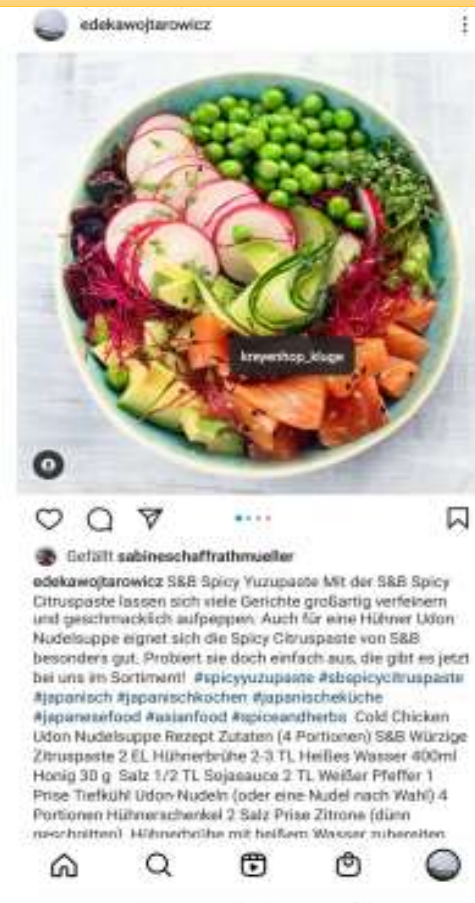 edekawojtarowicz
kreyenhop_kluge
Gefällt sabineschaffrathmueller
edekawojtarowicz S&B Spicy Yuzupaste Mit der S&B Spicy
Citruspaste lassen sich viele Gerichte großartig verfeinern
und geschmacklich aufpeppen. Auch für eine Hühner Udon
Nudelsuppe eignet sich die Spicy Citruspaste von S&B
besonders gut. Probiert sie doch einfach aus, die gibt es jetzt
bei uns im Sortiment! #spicyyuzupaste #sbspicycitruspaste
#japanisch #japanischkochen #japanischeküche
#japanesefood #asianfood #spiceandherbs Cold Chicken
Udon Nudelsuppe Rezept Zutaten (4 Portionen) S&B Würzige
Zitruspaste 2 EL Hühnerbrühe 2-3 TL Heißes Wasser 400ml
Honig 30 g Salz 1/2 TL Sojasauce 2 TL Weißer Pfeffer 1
Prise Tiefkühl Udon-Nudeln (oder eine Nudel nach Wahl) 4
Portionen Hühnerschenkel 2 Salz Prise Zitrone (dünn
geschnitten) Hühnerbrühe mit heißem Wasser zubereiten